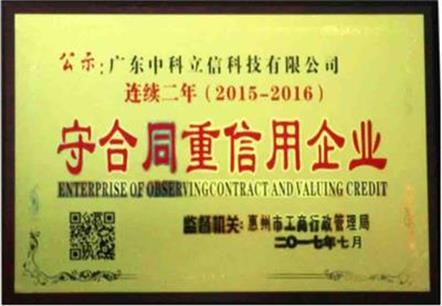 公示:广东中科立信科技有限公司
连续二年(2015-2016)
守合同重信用企业
ENTERPRISE OF OBSERVINGCONTRACT AND VALUING CREDIT
监督机关:惠州市工商行政管理局
二〇一七年七月